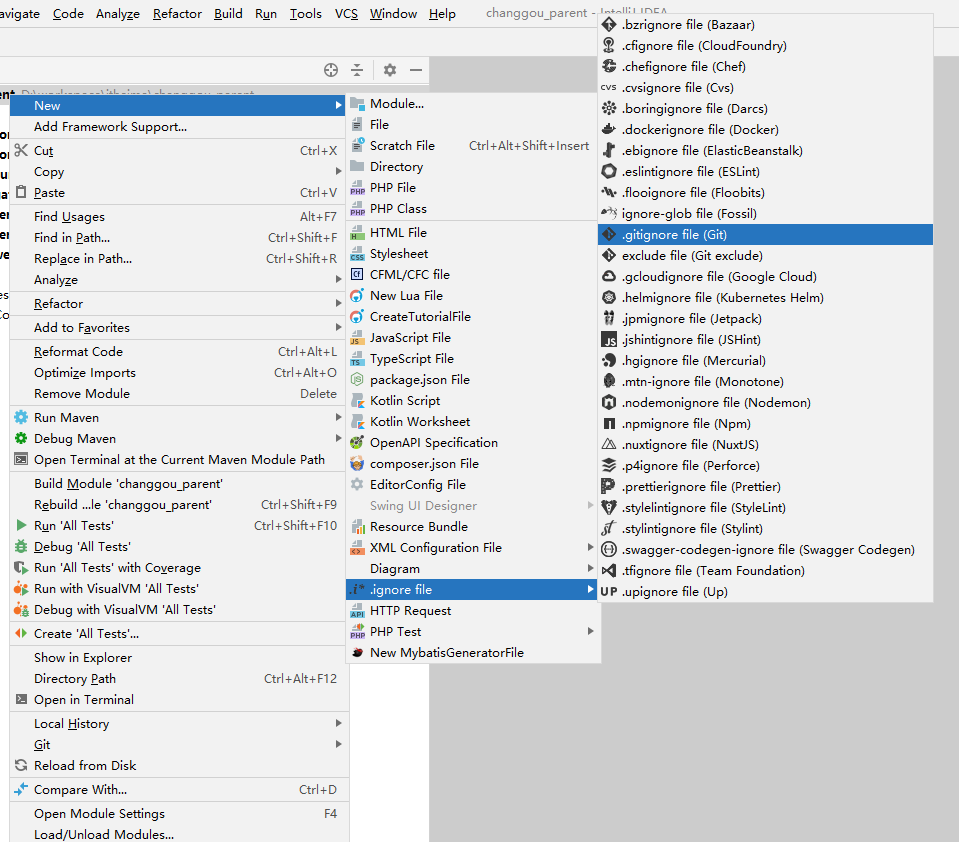 avigate Code Analyze Refactor Build Run Tools VCS Window Help changgou_parent - IntelliJ IDEA
New
Add Framework Support...
Cut Ctrl+X
Copy
Paste Ctrl+V
Find Usages Alt+F7
Find in Path... Ctrl+Shift+F
Replace in Path... Ctrl+Shift+R
Analyze
Refactor
Add to Favorites
Reformat Code Ctrl+Alt+L
Optimize Imports Ctrl+Alt+O
Remove Module Delete
Run Maven
Debug Maven
Open Terminal at the Current Maven Module Path
Build Module 'changgou_parent'
Rebuild ...le 'changgou_parent' Ctrl+Shift+F9
Run 'All Tests' Ctrl+Shift+F10
Debug 'All Tests'
Run 'All Tests' with Coverage
Run with VisualVM 'All Tests'
Debug with VisualVM 'All Tests'
Create 'All Tests'...
Show in Explorer
Directory Path Ctrl+Alt+F12
Open in Terminal
Local History
Git
Reload from Disk
Compare With... Ctrl+D
Open Module Settings F4
Load/Unload Modules...
Module...
File
Scratch File Ctrl+Alt+Shift+Insert
Directory
PHP File
PHP Class
HTML File
Stylesheet
CFML/CFC file
New Lua File
CreateTutorialFile
JavaScript File
TypeScript File
package.json File
Kotlin Script
Kotlin Worksheet
OpenAPI Specification
composer.json File
EditorConfig File
Swing UI Designer
Resource Bundle
XML Configuration File
Diagram
.ignore file
HTTP Request
PHP Test
New MybatisGeneratorFile
.bzrignore file (Bazaar)
.cfignore file (CloudFoundry)
.chefignore file (Chef)
.cvsignore file (Cvs)
.boringignore file (Darcs)
.dockerignore file (Docker)
.ebignore file (ElasticBeanstalk)
.eslintignore file (ESLint)
.flooignore file (Floobits)
ignore-glob file (Fossil)
.gitignore file (Git)
exclude file (Git exclude)
.gcloudignore file (Google Cloud)
.helmignore file (Kubernetes Helm)
.jpmignore file (Jetpack)
.jshintignore file (JSHint)
.hgignore file (Mercurial)
.mtn-ignore file (Monotone)
.nodemonignore file (Nodemon)
.npmignore file (Npm)
.nuxtignore file (NuxtJS)
.p4ignore file (Perforce)
.prettierignore file (Prettier)
.stylelintignore file (StyleLint)
.stylintignore file (Stylint)
.swagger-codegen-ignore file (Swagger Codegen)
.tfignore file (Team Foundation)
.upignore file (Up)